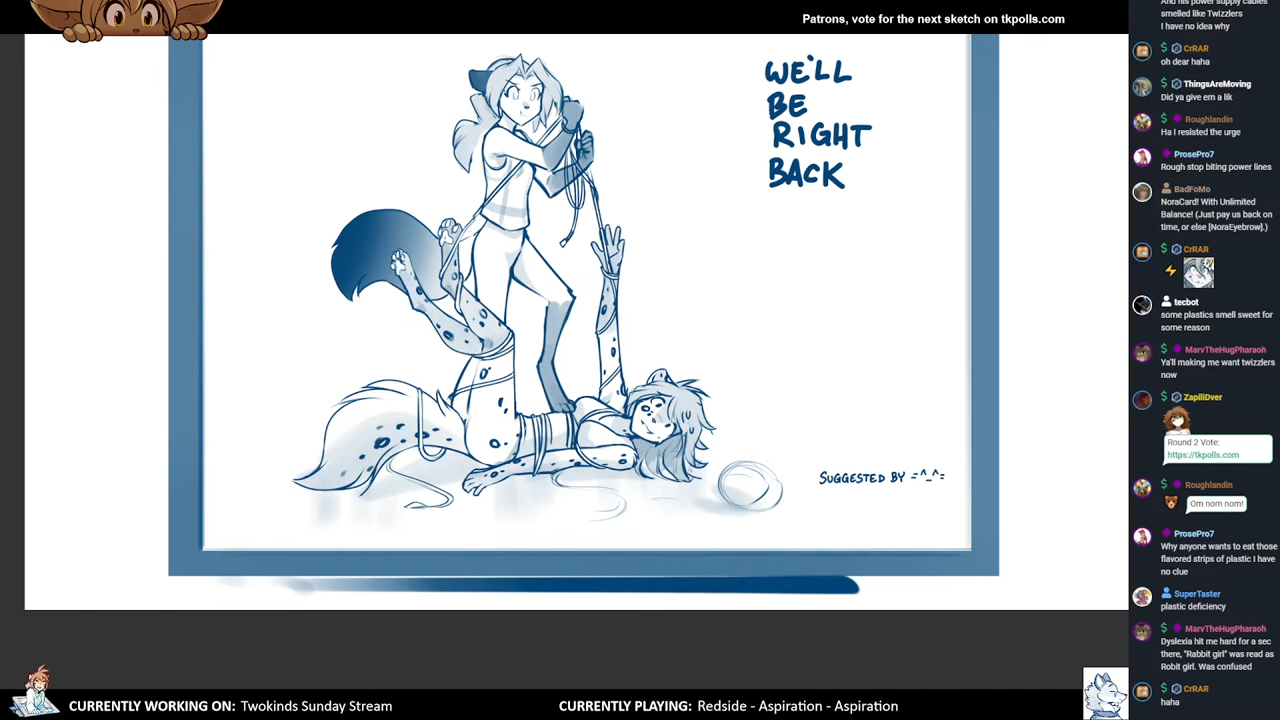 Patrons, vote for the next sketch on tkpolls.com
WE'LL
BE
RIGHT
BACK
SUGGESTED BY =^_^=
CURRENTLY WORKING ON: Twokinds Sunday Stream
CURRENTLY PLAYING: Redside - Aspiration - Aspiration
And his power supply cables
smelled like Twizzlers
I have no idea why
CrRAR
oh dear haha
ThingsAreMoving
Did ya give em a lik
Roughlandin
Ha I resisted the urge
ProsePro7
Rough stop biting power lines
BadFoMo
NoraCard! With Unlimited
Balance! (Just pay us back on
time, or else [NoraEyebrow].)
CrRAR
tecbot
some plastics smell sweet for
some reason
MarvTheHugPharaoh
Ya'll making me want twizzlers
now
ZapiliDver
Round 2 Vote:
https://tkpolls.com
Roughlandin
Om nom nom!
ProsePro7
Why anyone wants to eat those
flavored strips of plastic I have
no clue
SuperTaster
plastic deficiency
MarvTheHugPharaoh
Dyslexia hit me hard for a sec
there, "Rabbit girl" was read as
Robit girl. Was confused
CrRAR
haha